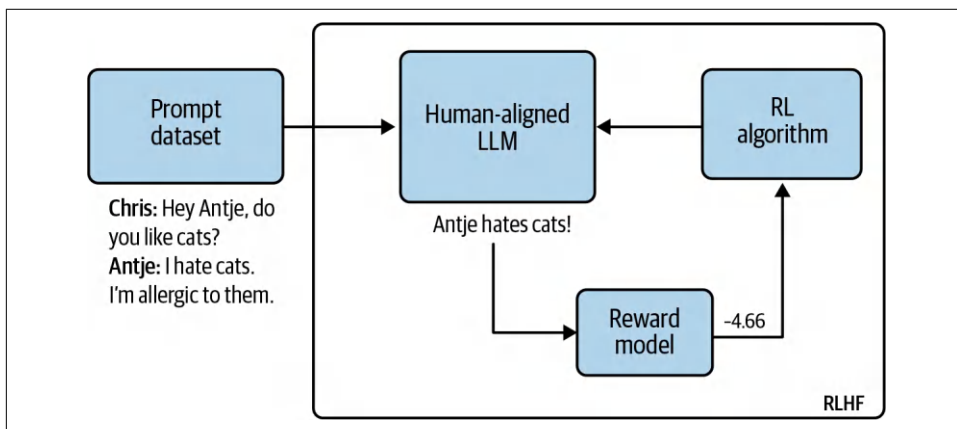 Prompt
dataset
Chris: Hey Antje, do
you like cats?
Antje: I hate cats.
I'm allergic to them.
Human-aligned
LLM
Antje hates cats!
RL
algorithm
Reward
model
-4.66
RLHF